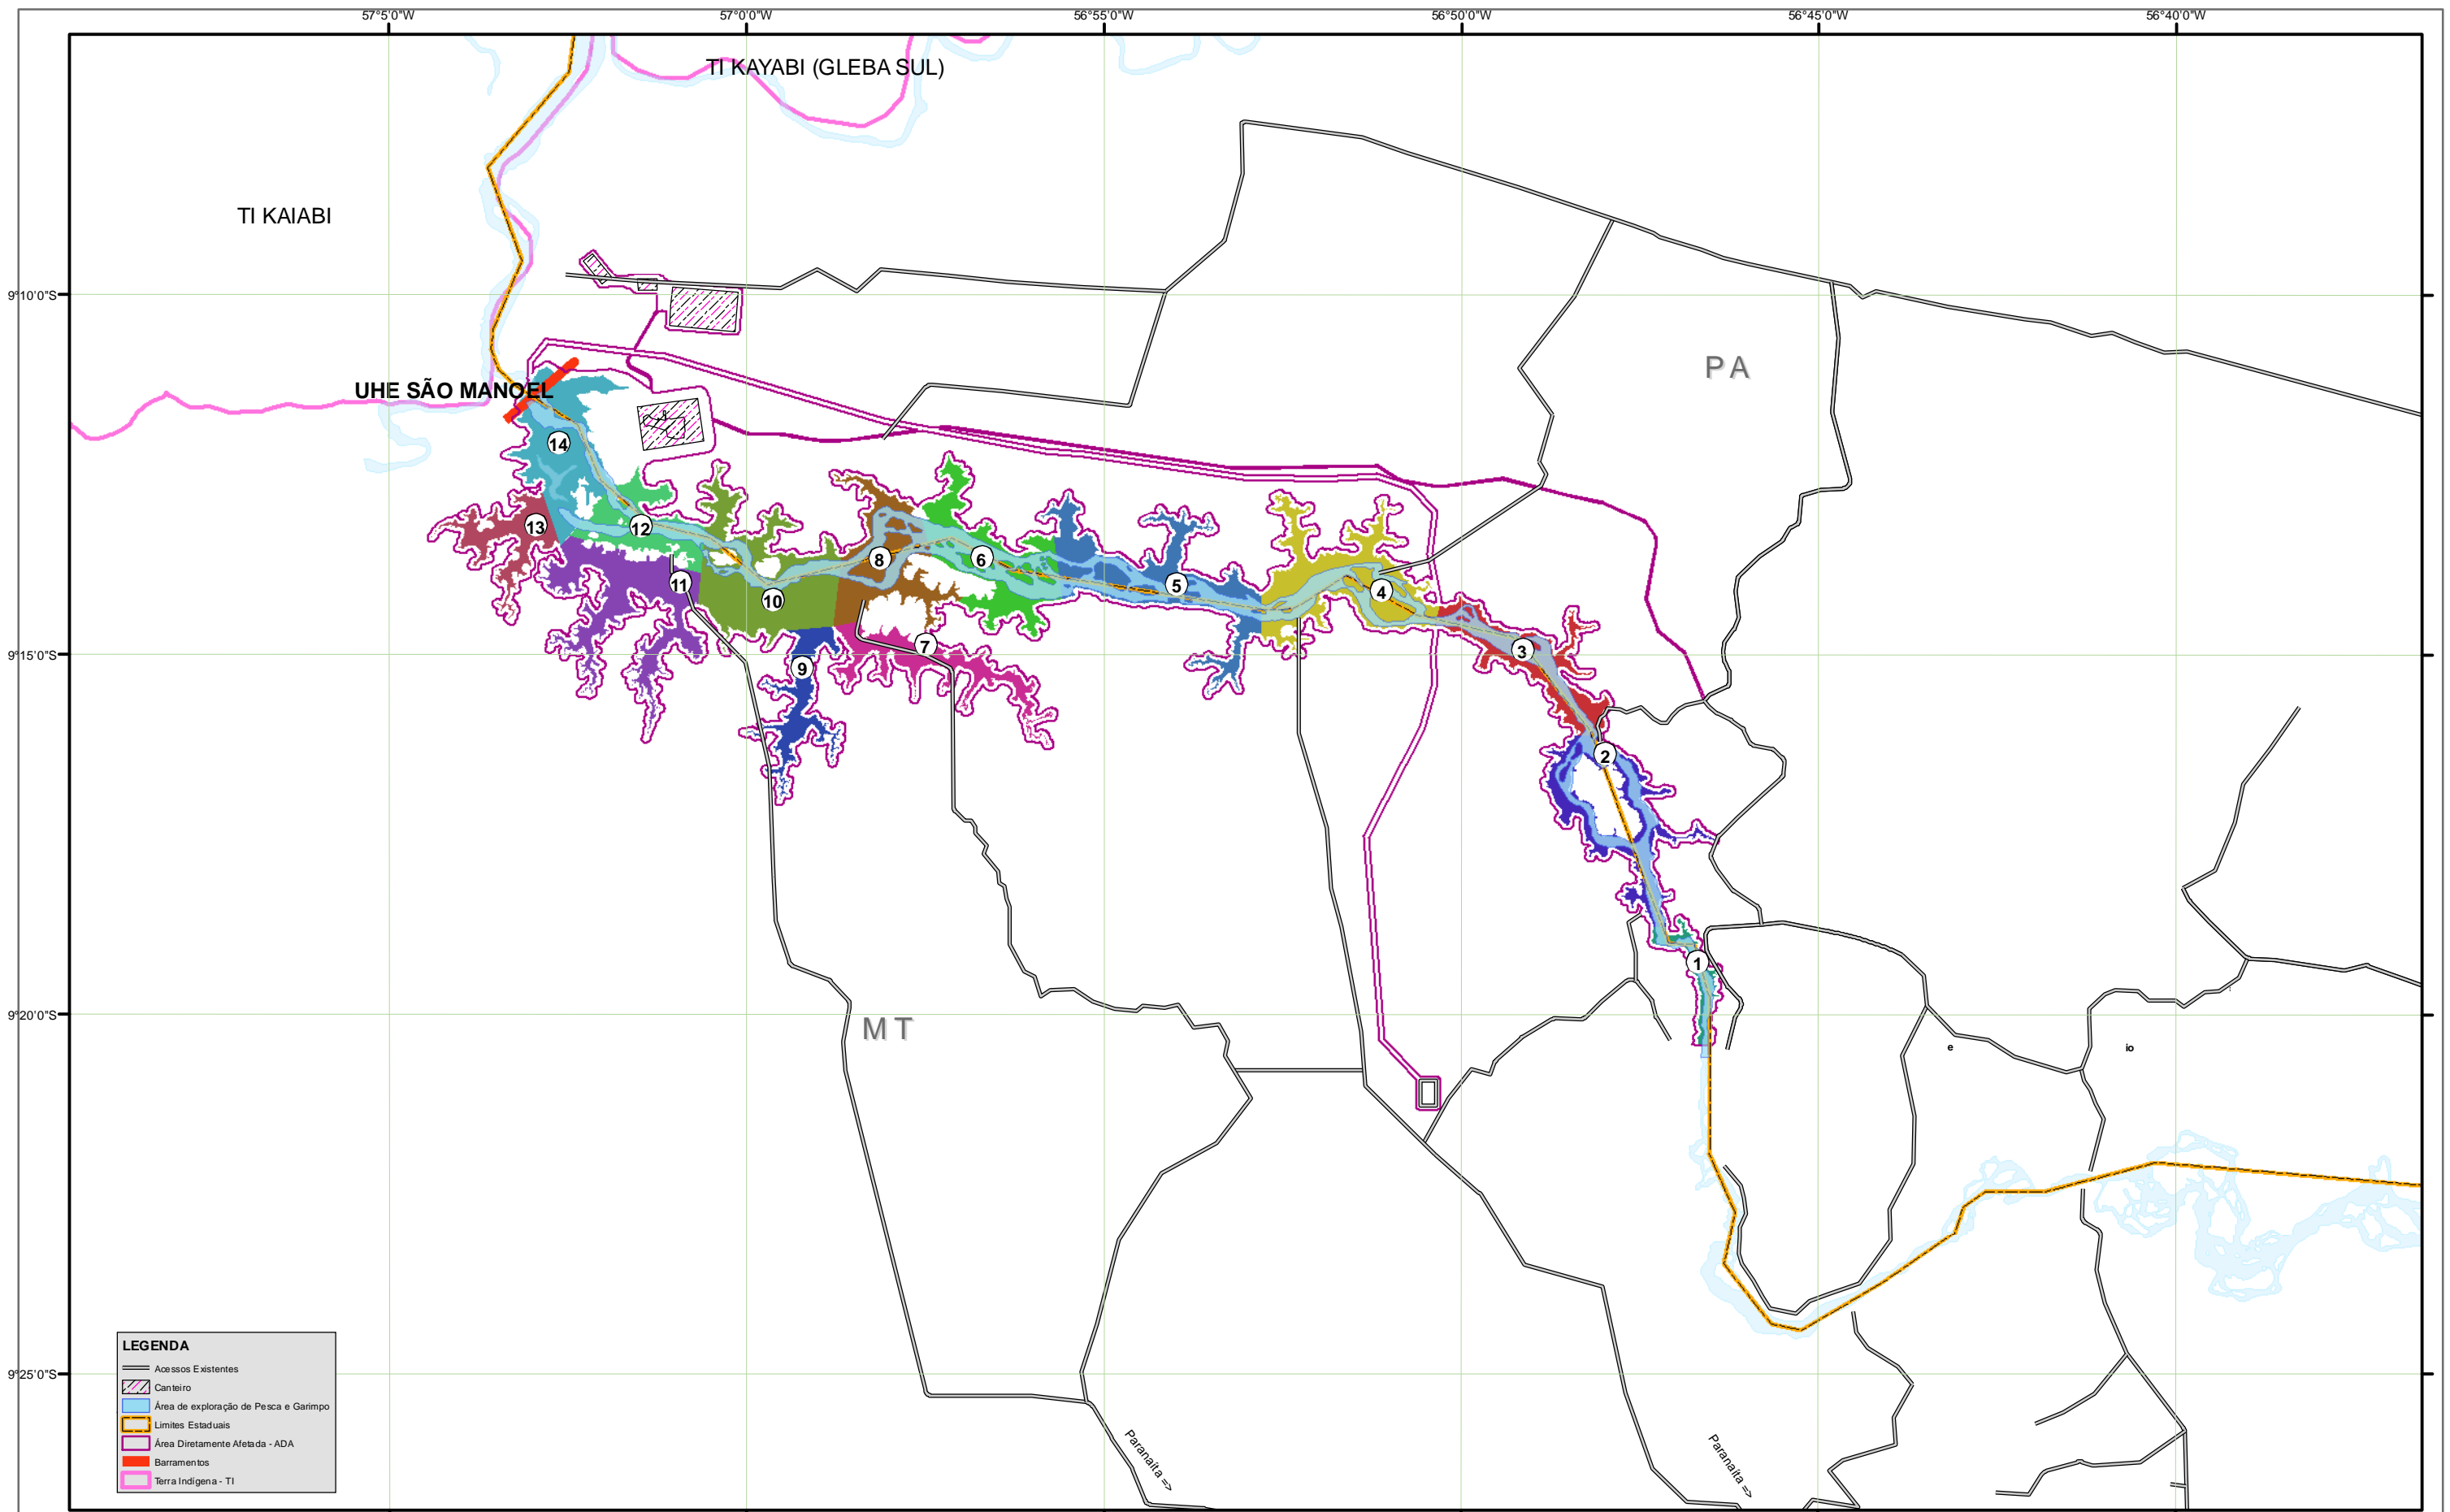 57°5'0"W
57°0'0"W
56°55'0"W
56°50'0"W
56°45'0"W
56°40'0"W
TI KAYABI (GLEBA SUL)
TI KAIABI
9°10'0"S
PA
UHE SÃO MANOEL
14
13
12
8
6
5
11
4
10
7
3
9
9°15'0"S
2
1
9°20'0"S
MT
e
io
9°25'0"S
LEGENDA
Acessos Existentes
Canteiro
Área de exploração de Pesca e Garimpo
Limites Estaduais
Área Diretamente Afetada - ADA
Barramentos
Terra Indígena - TI
Paranaíta =>
Paranaíta =>